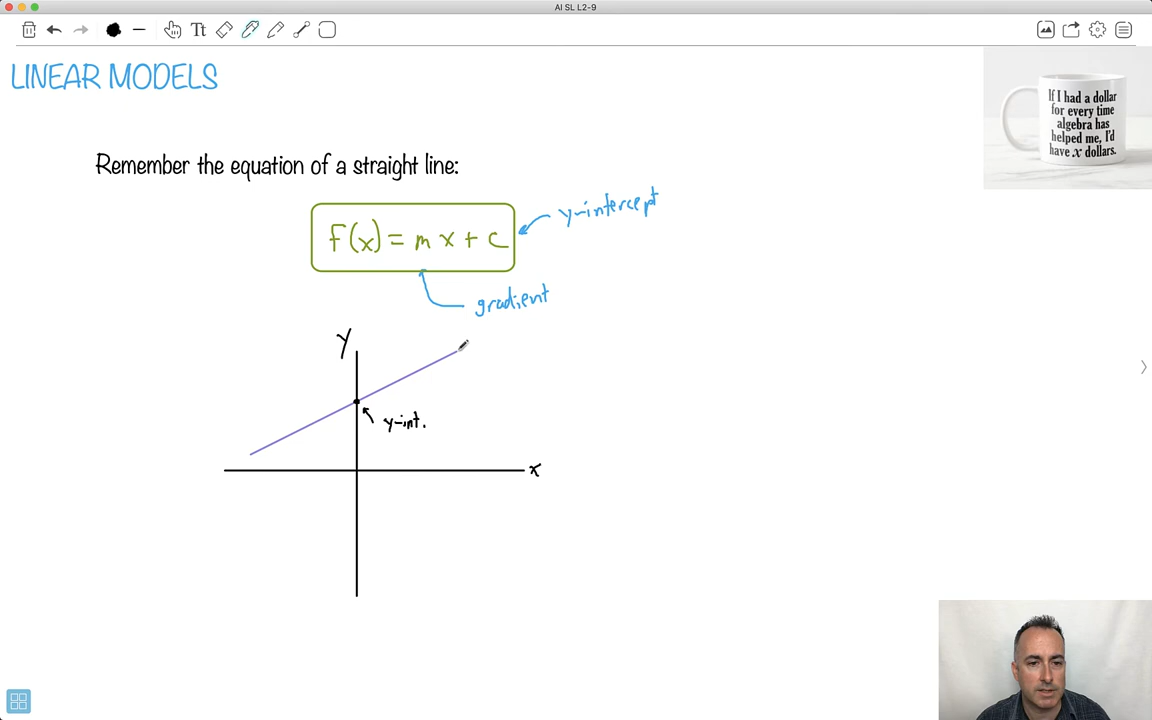 AI SL L2-9
Tt
LINEAR MODELS
If I had a dollar
for every time
algebra has
helped me, I'd
have x dollars.
Remember the equation of a straight line:
f(x) = mx + c
y-intercept
gradient
y
y-int.
x